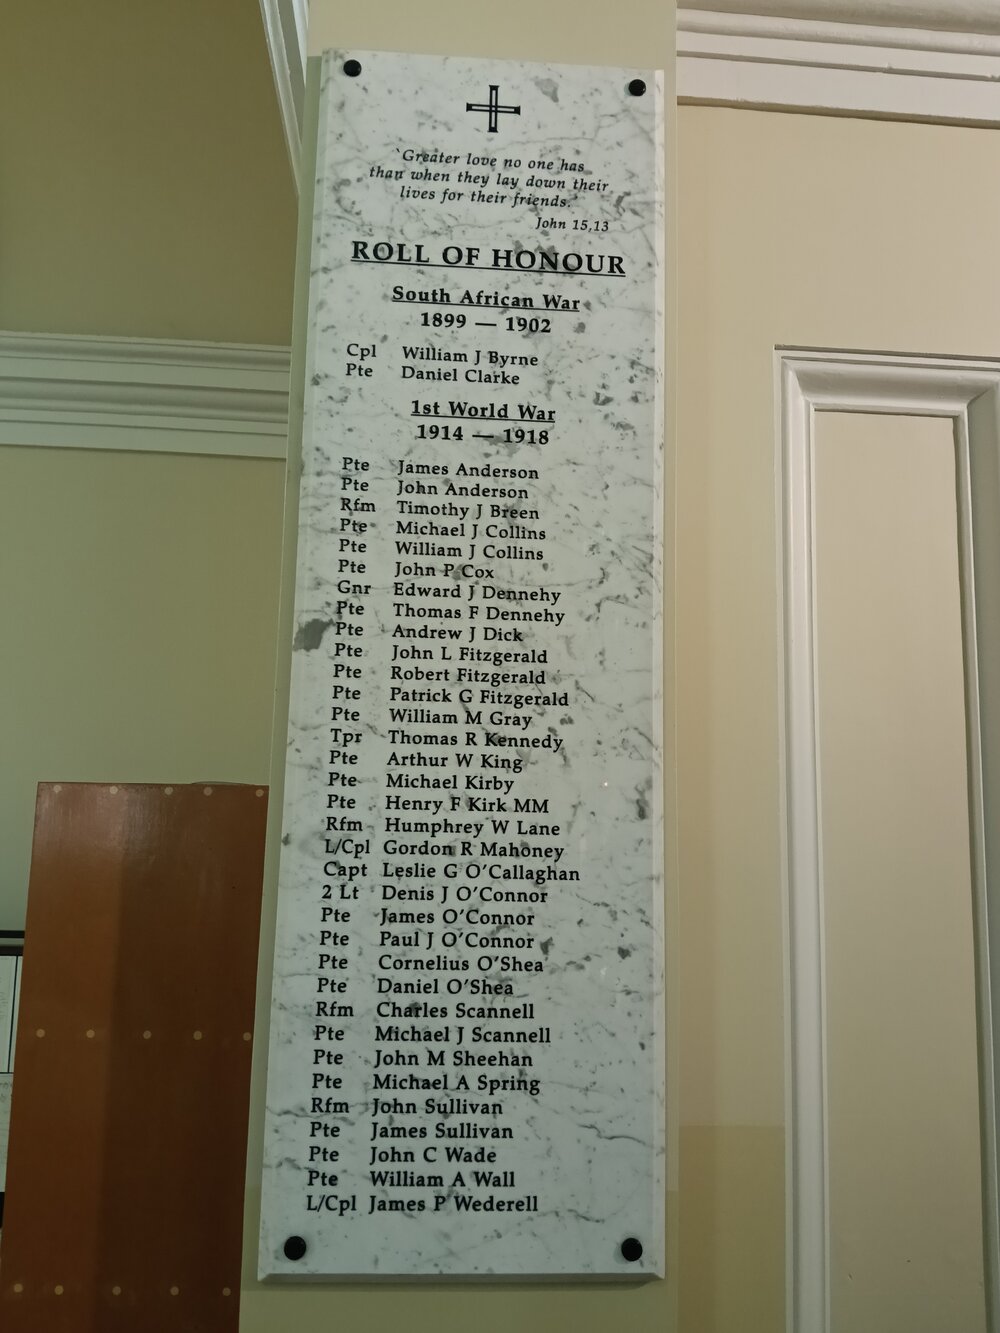 ‵Greater love no one has
than when they lay down their
lives for their friends.’
John 15,13
ROLL OF HONOUR
South African War
1899 — 1902
Cpl William J Byrne
Pte Daniel Clarke
1st World War
1914 — 1918
Pte James Anderson
Pte John Anderson
Rfm Timothy J Breen
Pte Michael J Collins
Pte William J Collins
Pte John P Cox
Gnr Edward J Dennehy
Pte Thomas F Dennehy
Pte Andrew J Dick
Pte John L Fitzgerald
Pte Robert Fitzgerald
Pte Patrick G Fitzgerald
Pte William M Gray
Tpr Thomas R Kennedy
Pte Arthur W King
Pte Michael Kirby
Pte Henry F Kirk MM
Rfm Humphrey W Lane
L/Cpl Gordon R Mahoney
Capt Leslie G O’Callaghan
2 Lt Denis J O’Connor
Pte James O’Connor
Pte Paul J O’Connor
Pte Cornelius O’Shea
Pte Daniel O’Shea
Rfm Charles Scannell
Pte Michael J Scannell
Pte John M Sheehan
Pte Michael A Spring
Rfm John Sullivan
Pte James Sullivan
Pte John C Wade
Pte William A Wall
L/Cpl James P Wederell